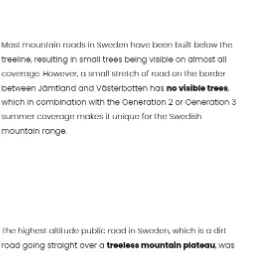 Most mountain roads in Sweden have been built below the
treeline, resulting in small trees being visible on almost all
coverage. However, a small stretch of road on the border
between Jämtland and Västerbotten has no visible trees,
which in combination with the Generation 2 or Generation 3
summer coverage makes it unique for the Swedish
mountain range.
The highest altitude public road in Sweden, which is a dirt
road going straight over a treeless mountain plateau, was